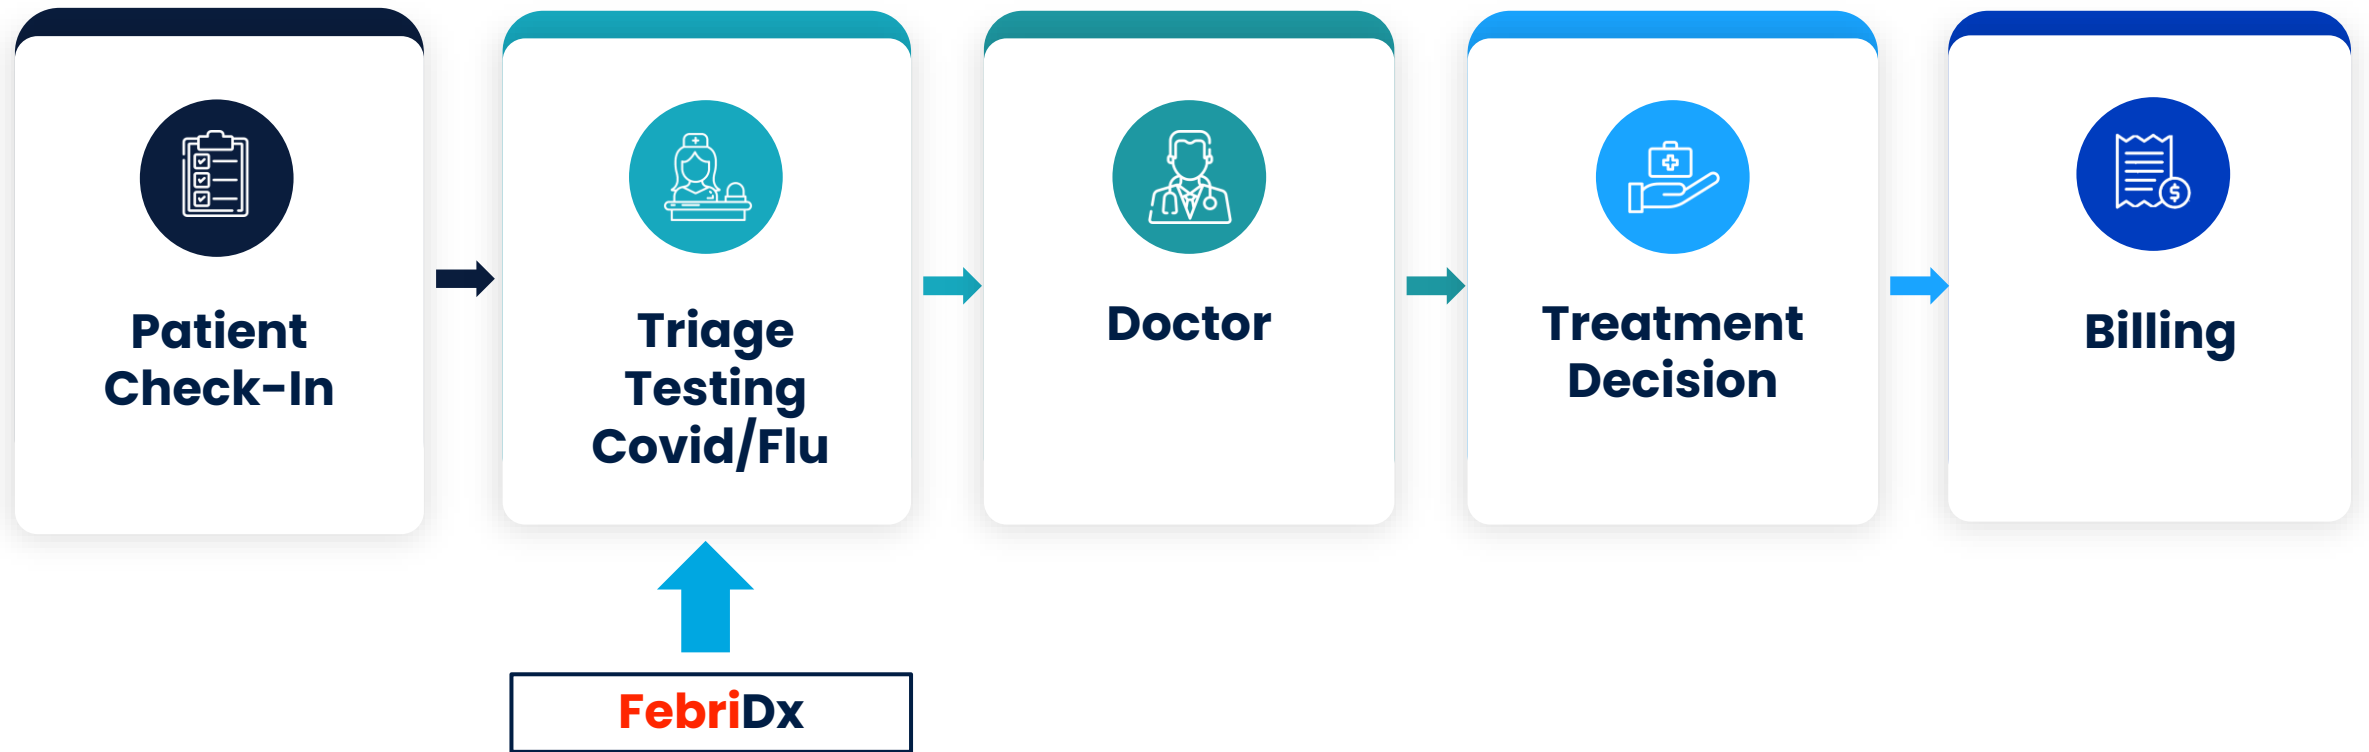 Patient
Check-In
Triage
Testing
Covid/Flu
Doctor
Treatment
Decision
Billing
$
FebriDx